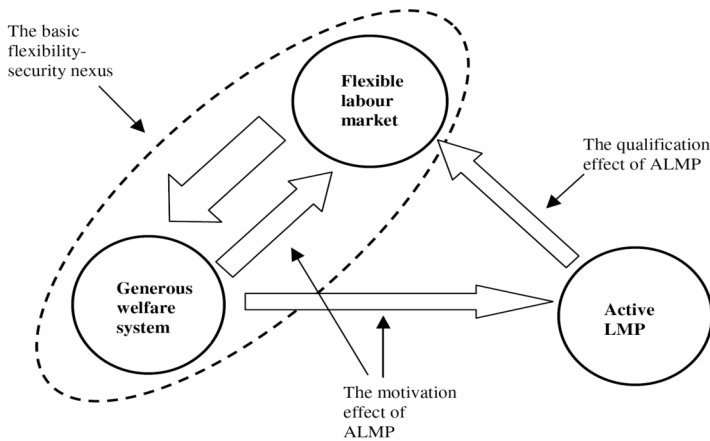 The basic
flexibility-
security nexus
Flexible
labour
market
The qualification
effect of ALMP
Generous
welfare
system
Active
LMP
The motivation
effect of
ALMP